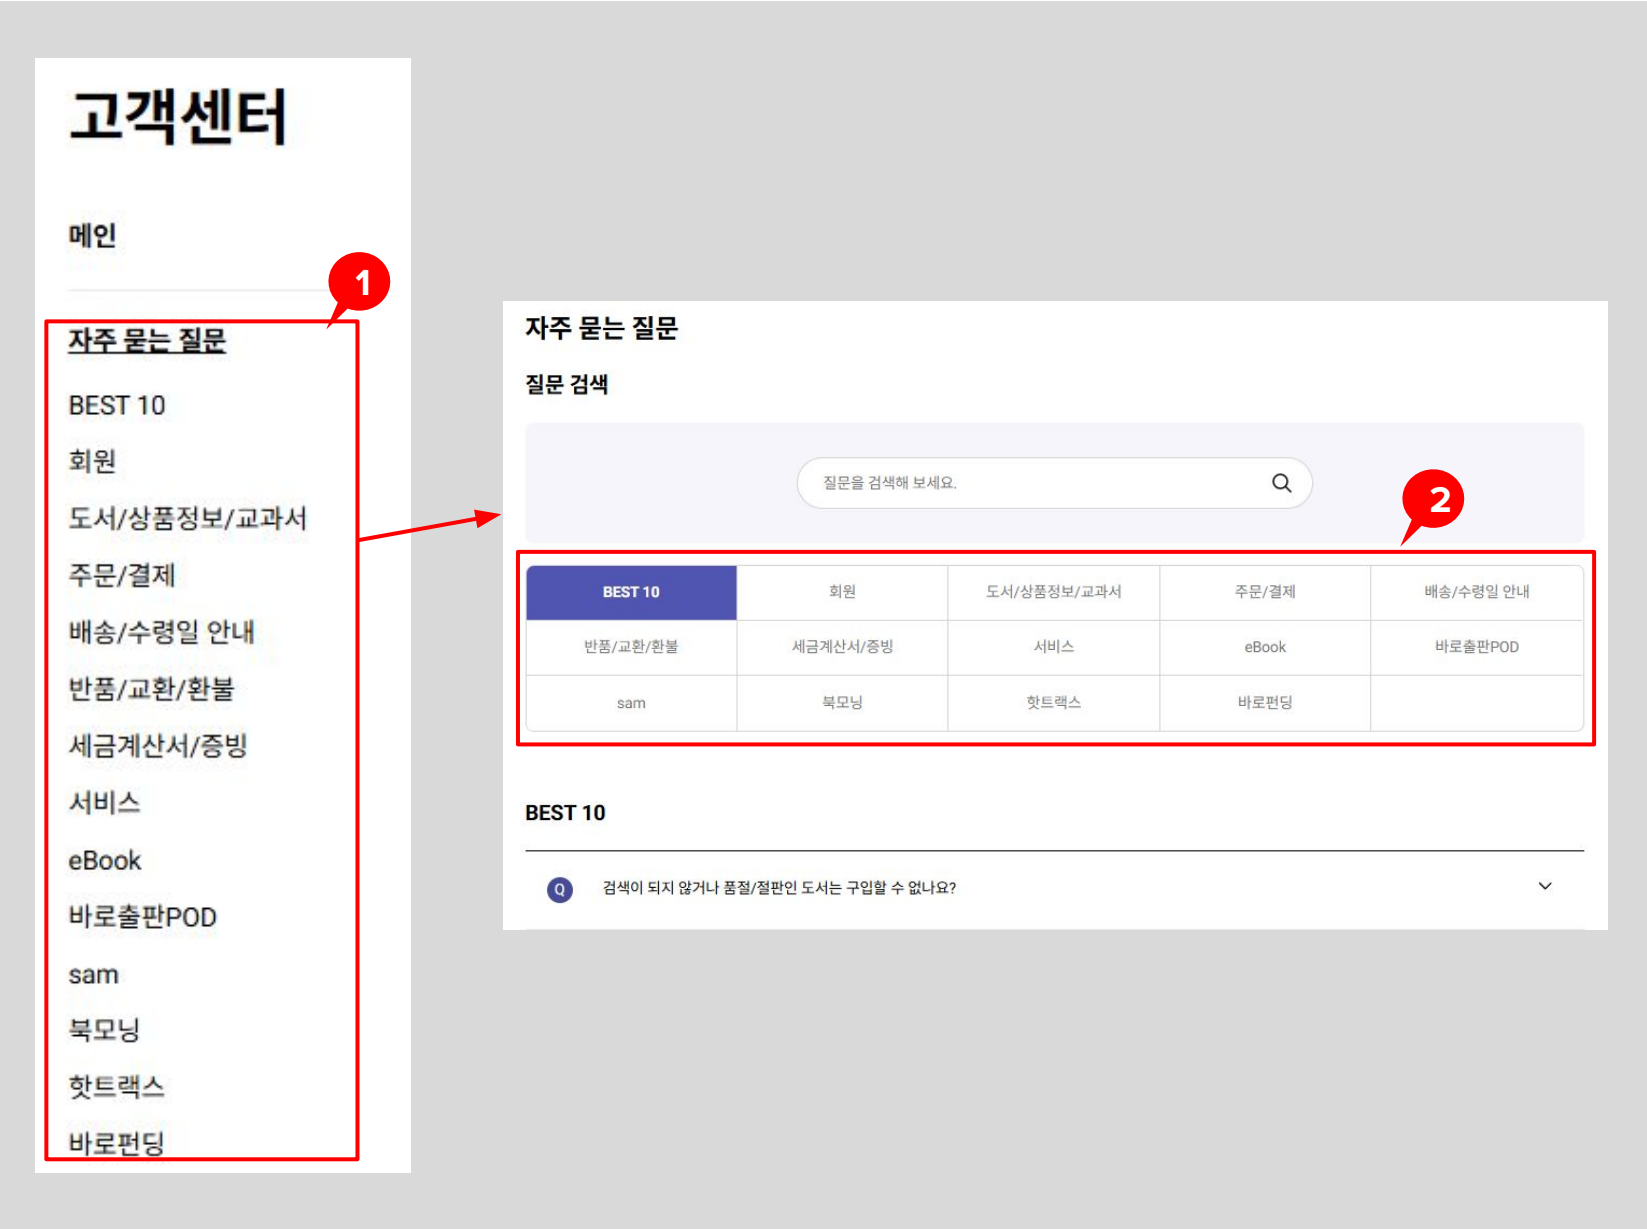 고객센터
메인
1
자주 묻는 질문
BEST 10
회원
도서/상품정보/교과서
주문/결제
배송/수령일 안내
반품/교환/환불
세금계산서/증빙
서비스
eBook
바로출판POD
sam
북모닝
핫트랙스
바로펀딩
자주 묻는 질문
질문 검색
질문을 검색해 보세요.
2
BEST 10 회원 도서/상품정보/교과서 주문/결제 배송/수령일 안내
반품/교환/환불 세금계산서/증빙 서비스 eBook 바로출판POD
sam 북모닝 핫트랙스 바로펀딩
BEST 10
Q 검색이 되지 않거나 품절/절판인 도서는 구입할 수 없나요?